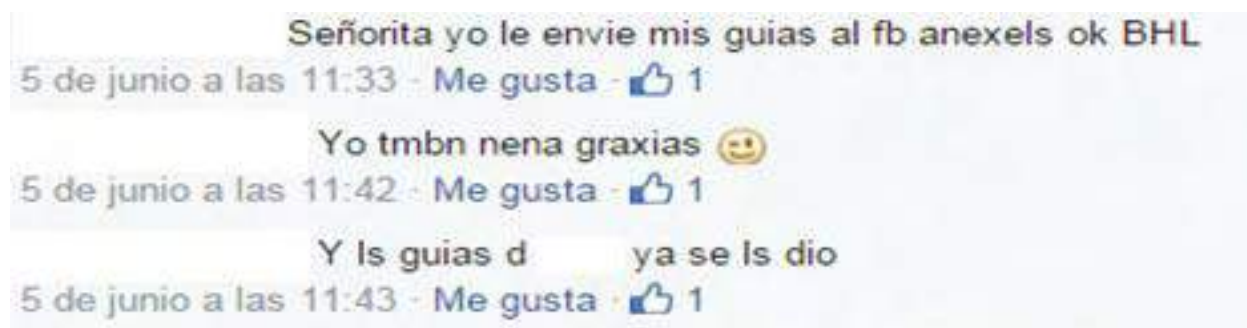 Señorita yo le envie mis guias al fb anexels ok BHL
5 de junio a las 11:33 · Me gusta · 1
Yo tmbn nena graxias
5 de junio a las 11:42 · Me gusta · 1
Y ls guias d ya se ls dio
5 de junio a las 11:43 · Me gusta · 1